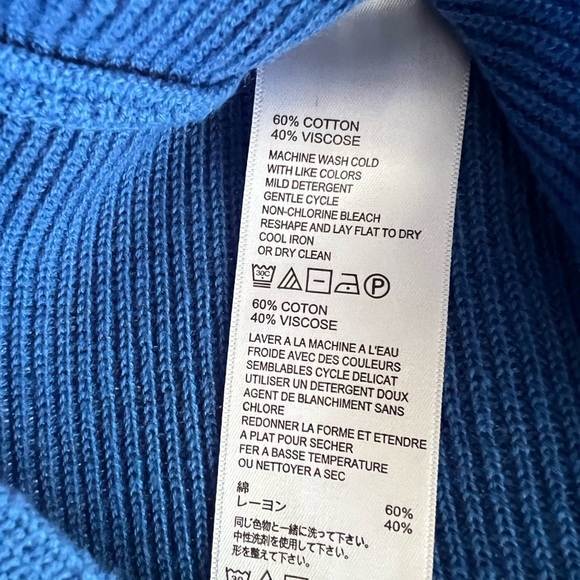 60% COTTON
40% VISCOSE
MACHINE WASH COLD
WITH LIKE COLORS
MILD DETERGENT
GENTLE CYCLE
NON-CHLORINE BLEACH
RESHAPE AND LAY FLAT TO DRY
COOL IRON
OR DRY CLEAN
30C P
60% COTON
40% VISCOSE
LAVER A LA MACHINE A L'EAU
FROIDE AVEC DES COULEURS
SEMBLABLES CYCLE DELICAT
UTILISER UN DETERGENT DOUX
AGENT DE BLANCHIMENT SANS
CHLORE
REDONNER LA FORME ET ETENDRE
A PLAT POUR SECHER
FER A BASSE TEMPERATURE
OU NETTOYER A SEC
綿 60%
レーヨン 40%
同じ色物と一緒に洗って下さい。
中性洗剤を使用して下さい。
形を整えて下さい。